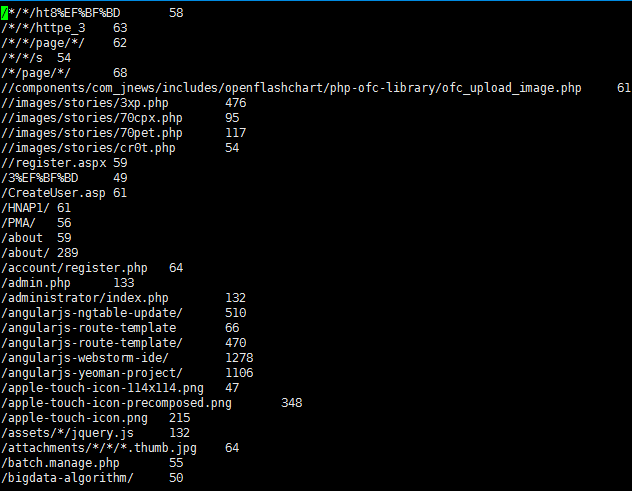 /*/*/ht8%EF%BF%BD 58
/*/*/httpe_3 63
/*/*/page/*/ 62
/*/*/s 54
/*/page/*/ 68
//components/com_jnews/includes/openflashchart/php-ofc-library/ofc_upload_image.php 61
//images/stories/3xp.php 476
//images/stories/70cpx.php 95
//images/stories/70pet.php 117
//images/stories/cr0t.php 54
//register.aspx 59
/3%EF%BF%BD 49
/CreateUser.asp 61
/HNAP1/ 61
/PMA/ 56
/about 59
/about/ 289
/account/register.php 64
/admin.php 133
/administrator/index.php 132
/angularjs-ngtable-update/ 510
/angularjs-route-template 66
/angularjs-route-template/ 470
/angularjs-webstorm-ide/ 1278
/angularjs-yeoman-project/ 1106
/apple-touch-icon-114x114.png 47
/apple-touch-icon-precomposed.png 348
/apple-touch-icon.png 215
/assets/*/jquery.js 132
/attachments/*/*/*.thumb.jpg 64
/batch.manage.php 55
/bigdata-algorithm/ 50